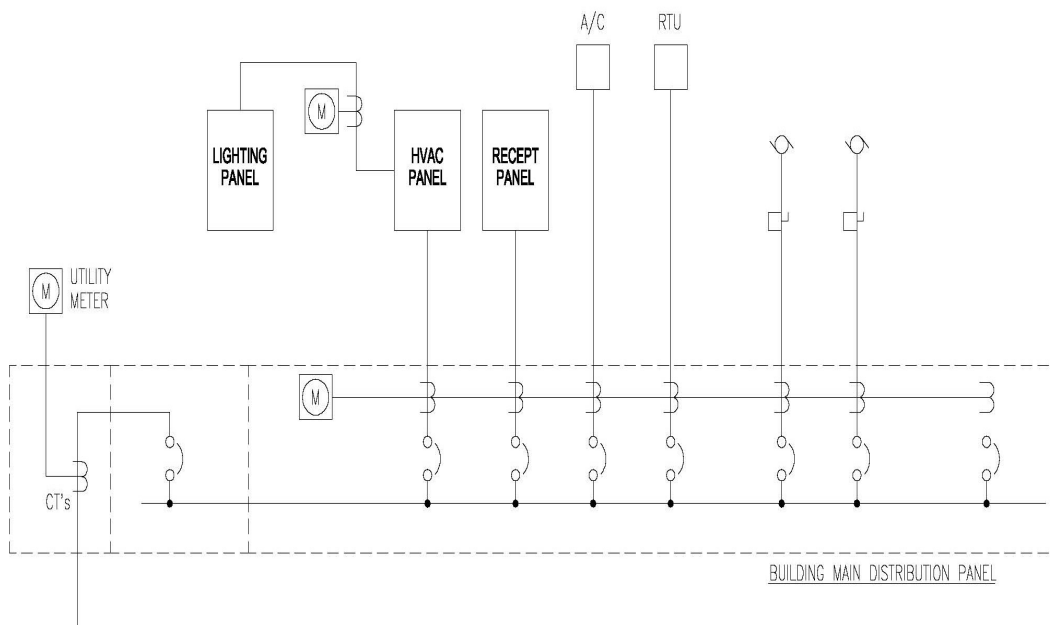 A/C
RTU
M
LIGHTING
PANEL
HVAC
PANEL
RECEPT
PANEL
M
UTILITY
METER
M
CT's
BUILDING MAIN DISTRIBUTION PANEL